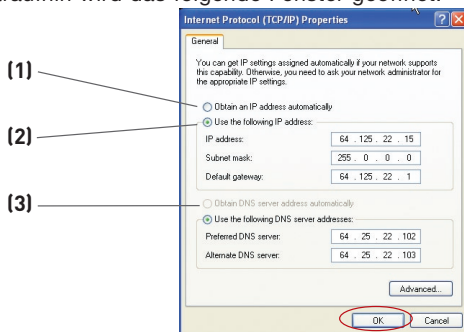 wird das folgende Fenster geöffnet.
Internet Protocol (TCP/IP) Properties
General
You can get IP settings assigned automatically if your network supports
this capability. Otherwise, you need to ask your network administrator for
the appropriate IP settings.
(1)
Obtain an IP address automatically
(2)
Use the following IP address:
IP address: 64 . 125 . 22 . 15
Subnet mask: 255 . 0 . 0 . 0
Default gateway: 64 . 125 . 22 . 1
(3)
Obtain DNS server address automatically
Use the following DNS server addresses:
Preferred DNS server: 64 . 25 . 22 . 102
Alternate DNS server: 64 . 25 . 22 . 103
Advanced...
OK Cancel